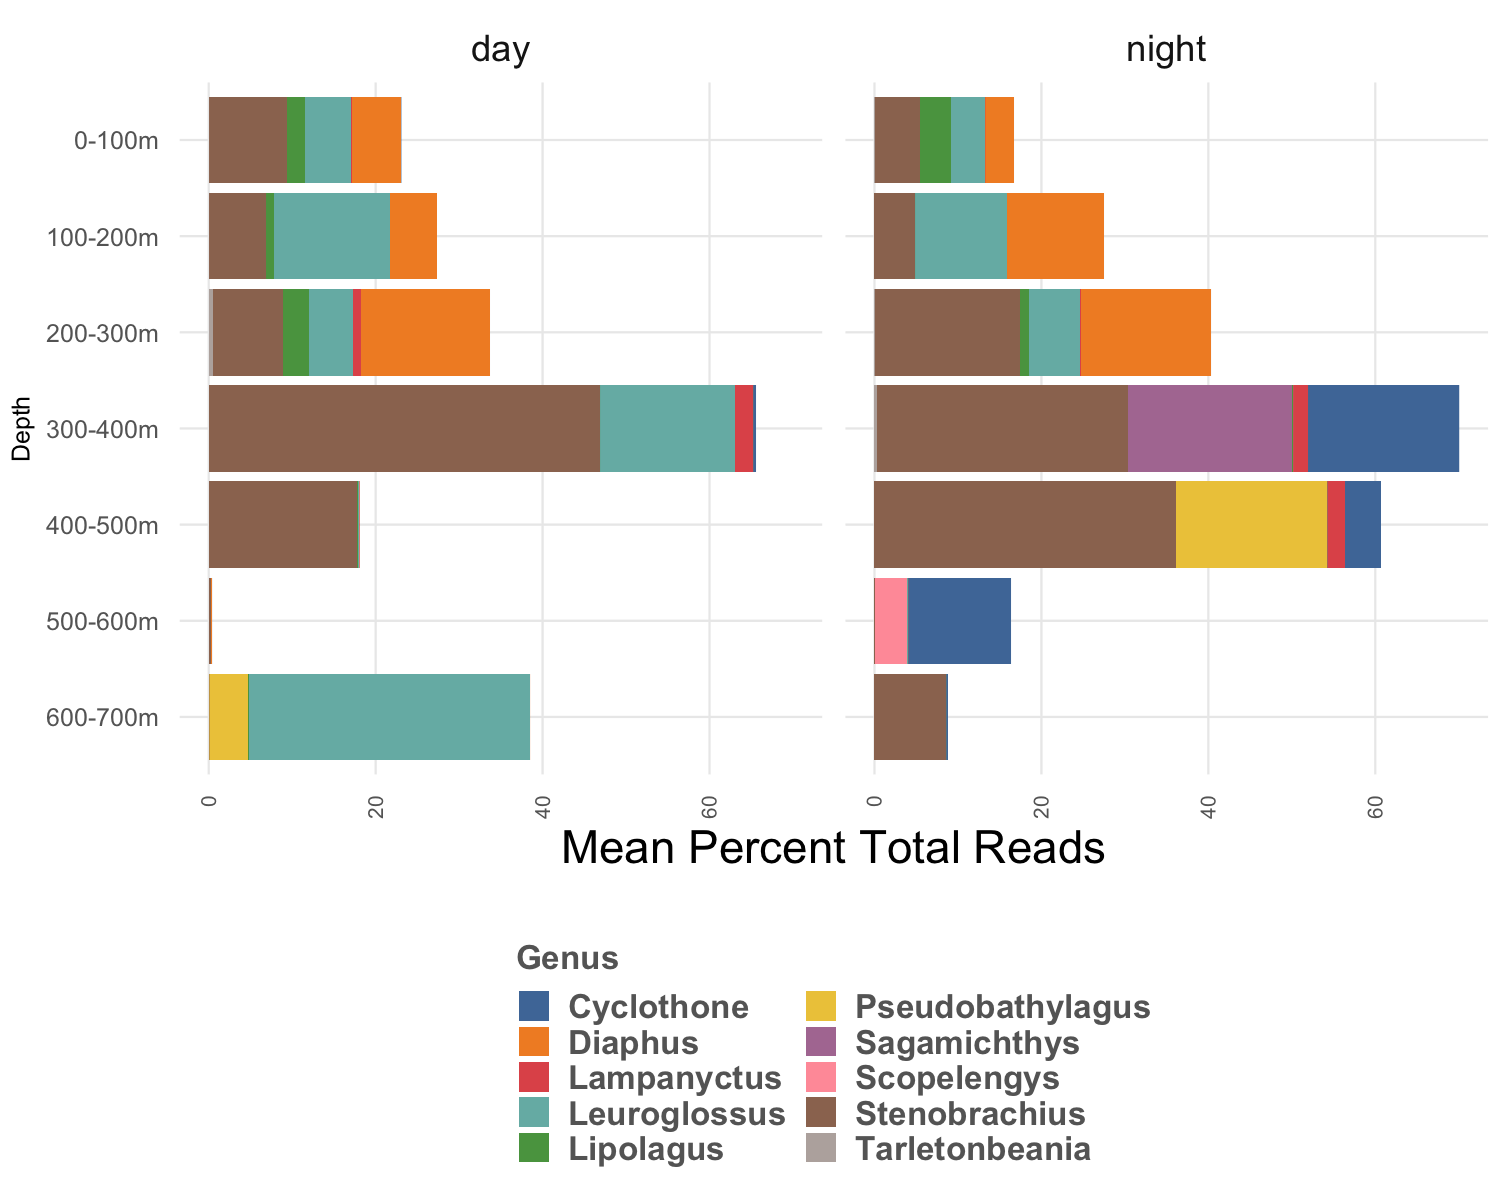 day
night
Depth
0-100m
100-200m
200-300m
300-400m
400-500m
500-600m
600-700m
0 20 40 60
0 20 40 60
Mean Percent Total Reads
Genus
Cyclothone
Diaphus
Lampanyctus
Leuroglossus
Lipolagus
Pseudobathylagus
Sagamichthys
Scopelengys
Stenobrachius
Tarletonbeania